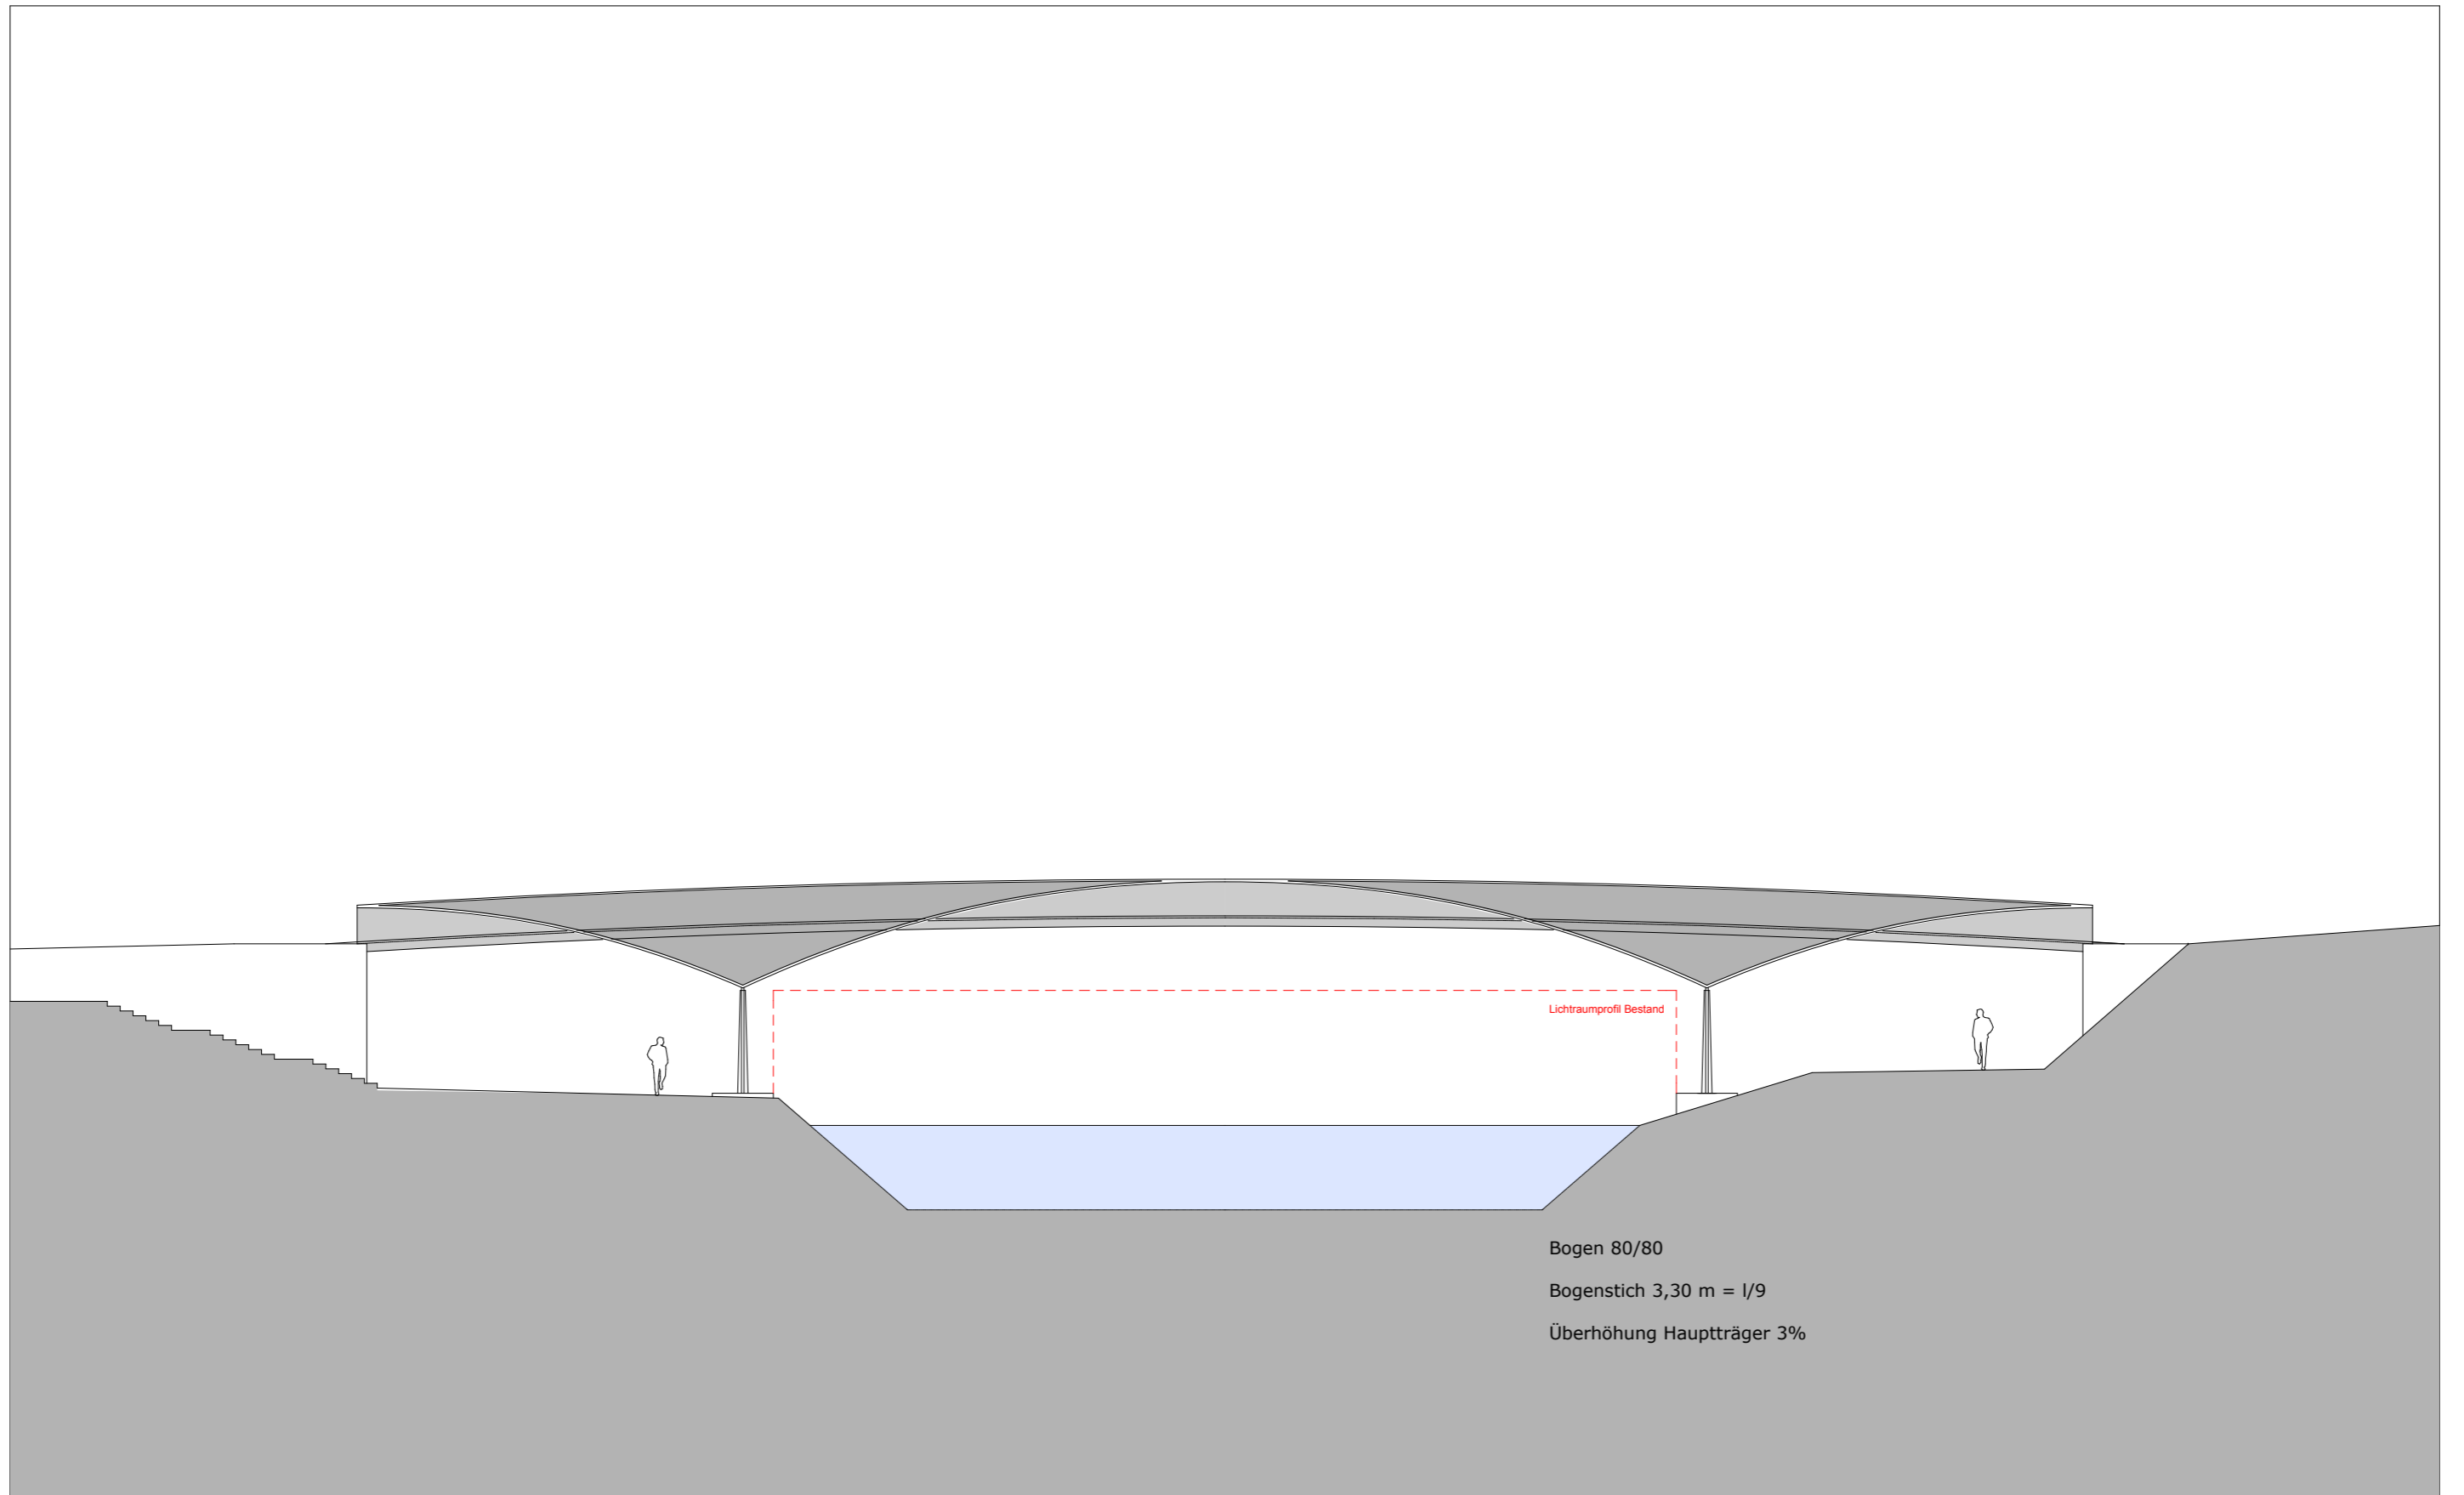 Lichtraumprofil Bestand
Bogen 80/80
Bogenstich 3,30 m = l/9
Überhöhung Hauptträger 3%